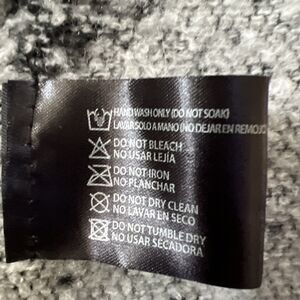 HAND WASH ONLY (DO NOT SOAK)
LAVAR SOLO A MANO (NO DEJAR EN REMOJO)
DO NOT BLEACH
NO USAR LEJÍA
DO NOT IRON
NO PLANCHAR
DO NOT DRY CLEAN
NO LAVAR EN SECO
DO NOT TUMBLE DRY
NO USAR SECADORA